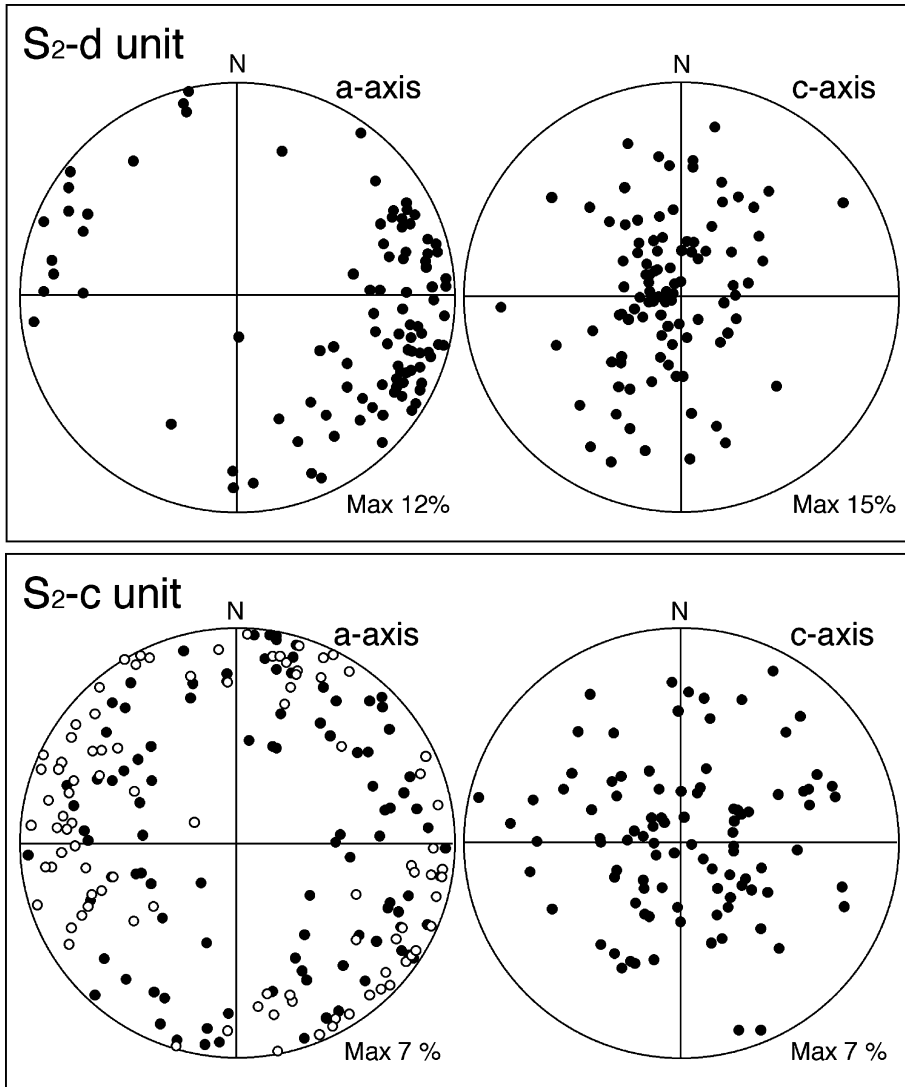 S2-d unit
N
a-axis
N
c-axis
Max 12%
Max 15%
S2-c unit
N
a-axis
N
c-axis
Max 7 %
Max 7 %